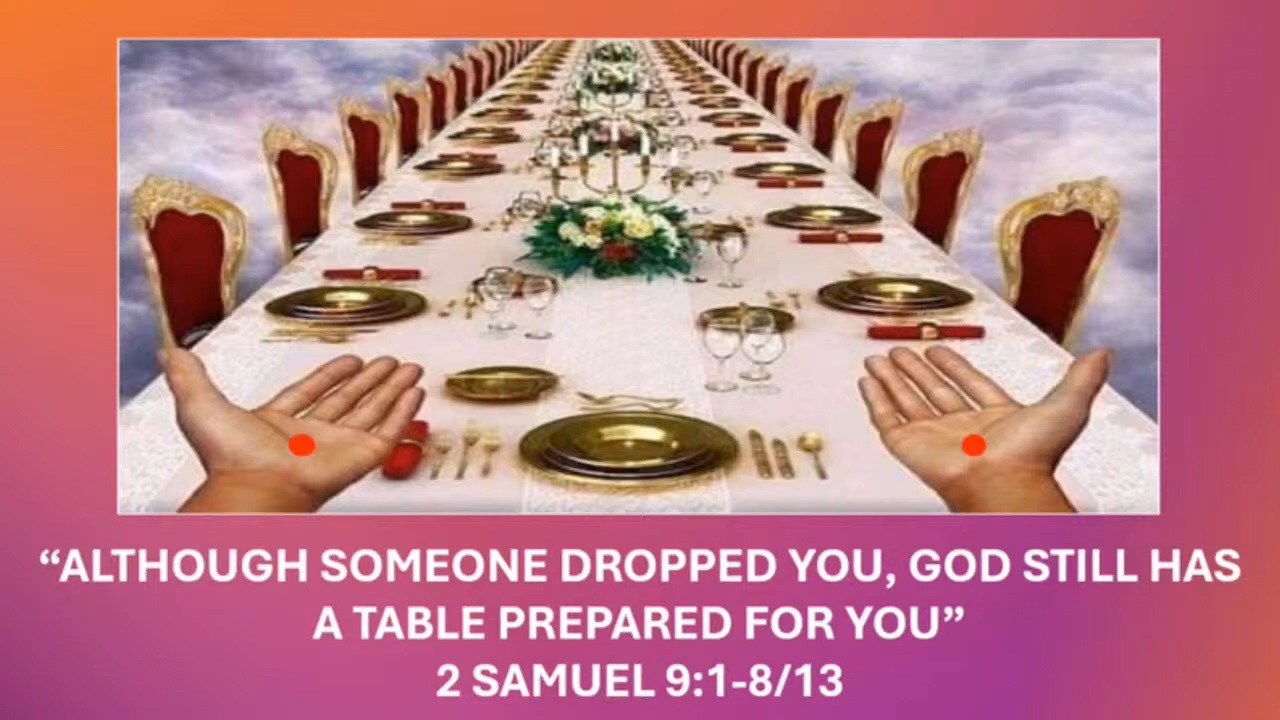 “ALTHOUGH SOMEONE DROPPED YOU, GOD STILL HAS
A TABLE PREPARED FOR YOU”
2 SAMUEL 9:1-8/13